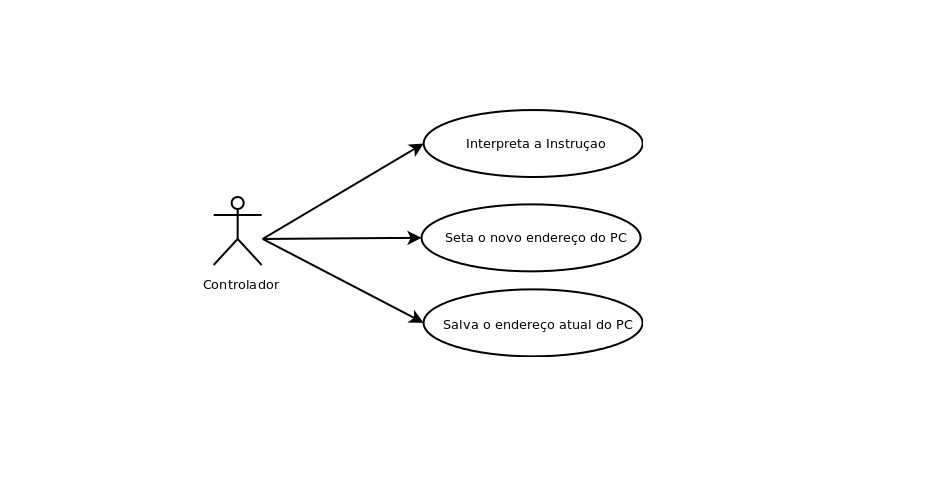 Interpreta a Instruçao
Seta o novo endereço do PC
Controlador
Salva o endereço atual do PC